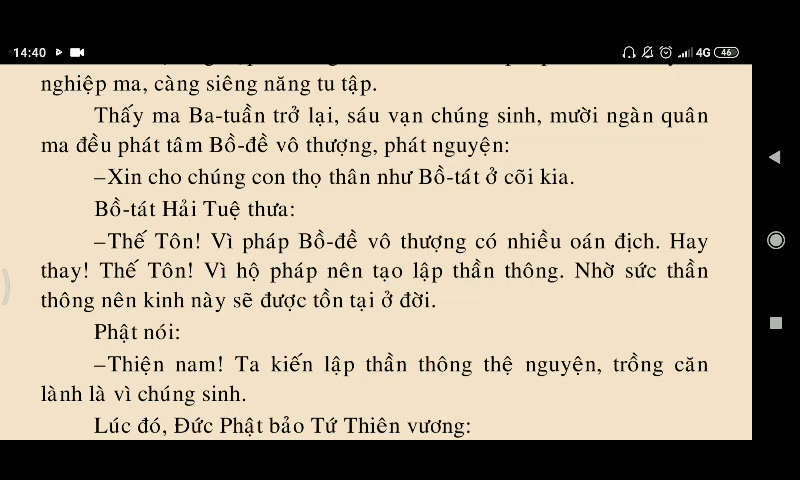 14:40
4G 46
nghiệp ma, càng siêng năng tu tập.
Thấy ma Ba-tuần trở lại, sáu vạn chúng sinh, mười ngàn quân
ma đều phát tâm Bồ-đề vô thượng, phát nguyện:
–Xin cho chúng con thọ thân như Bồ-tát ở cõi kia.
Bồ-tát Hải Tuệ thưa:
–Thế Tôn! Vì pháp Bồ-đề vô thượng có nhiều oán địch. Hay
thay! Thế Tôn! Vì hộ pháp nên tạo lập thần thông. Nhờ sức thần
thông nên kinh này sẽ được tồn tại ở đời.
Phật nói:
–Thiện nam! Ta kiến lập thần thông thệ nguyện, trồng căn
lành là vì chúng sinh.
Lúc đó, Đức Phật bảo Tứ Thiên vương: